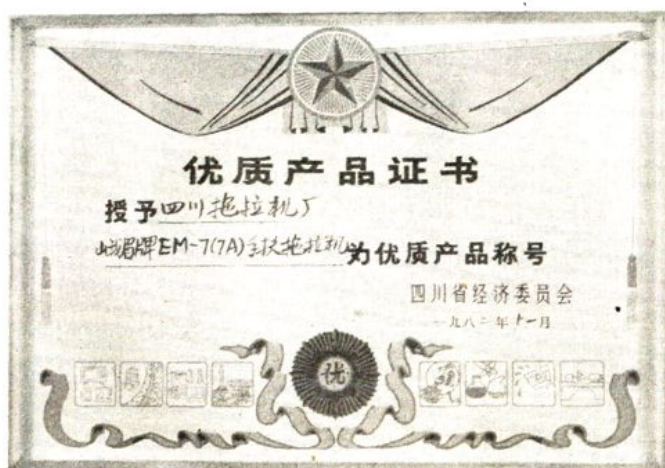 优质产品证书
授予四川拖拉机厂
峨眉牌EM-7(7A)手扶拖拉机为优质产品称号
四川省经济委员会
一九八二年十一月
优